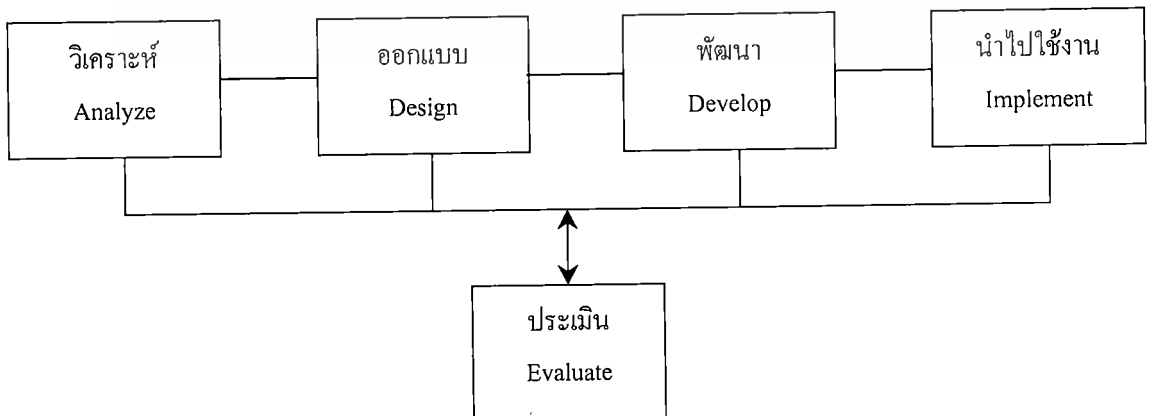 วิเคราะห์
Analyze
ออกแบบ
Design
พัฒนา
Develop
นำไปใช้งาน
Implement
ประเมิน
Evaluate